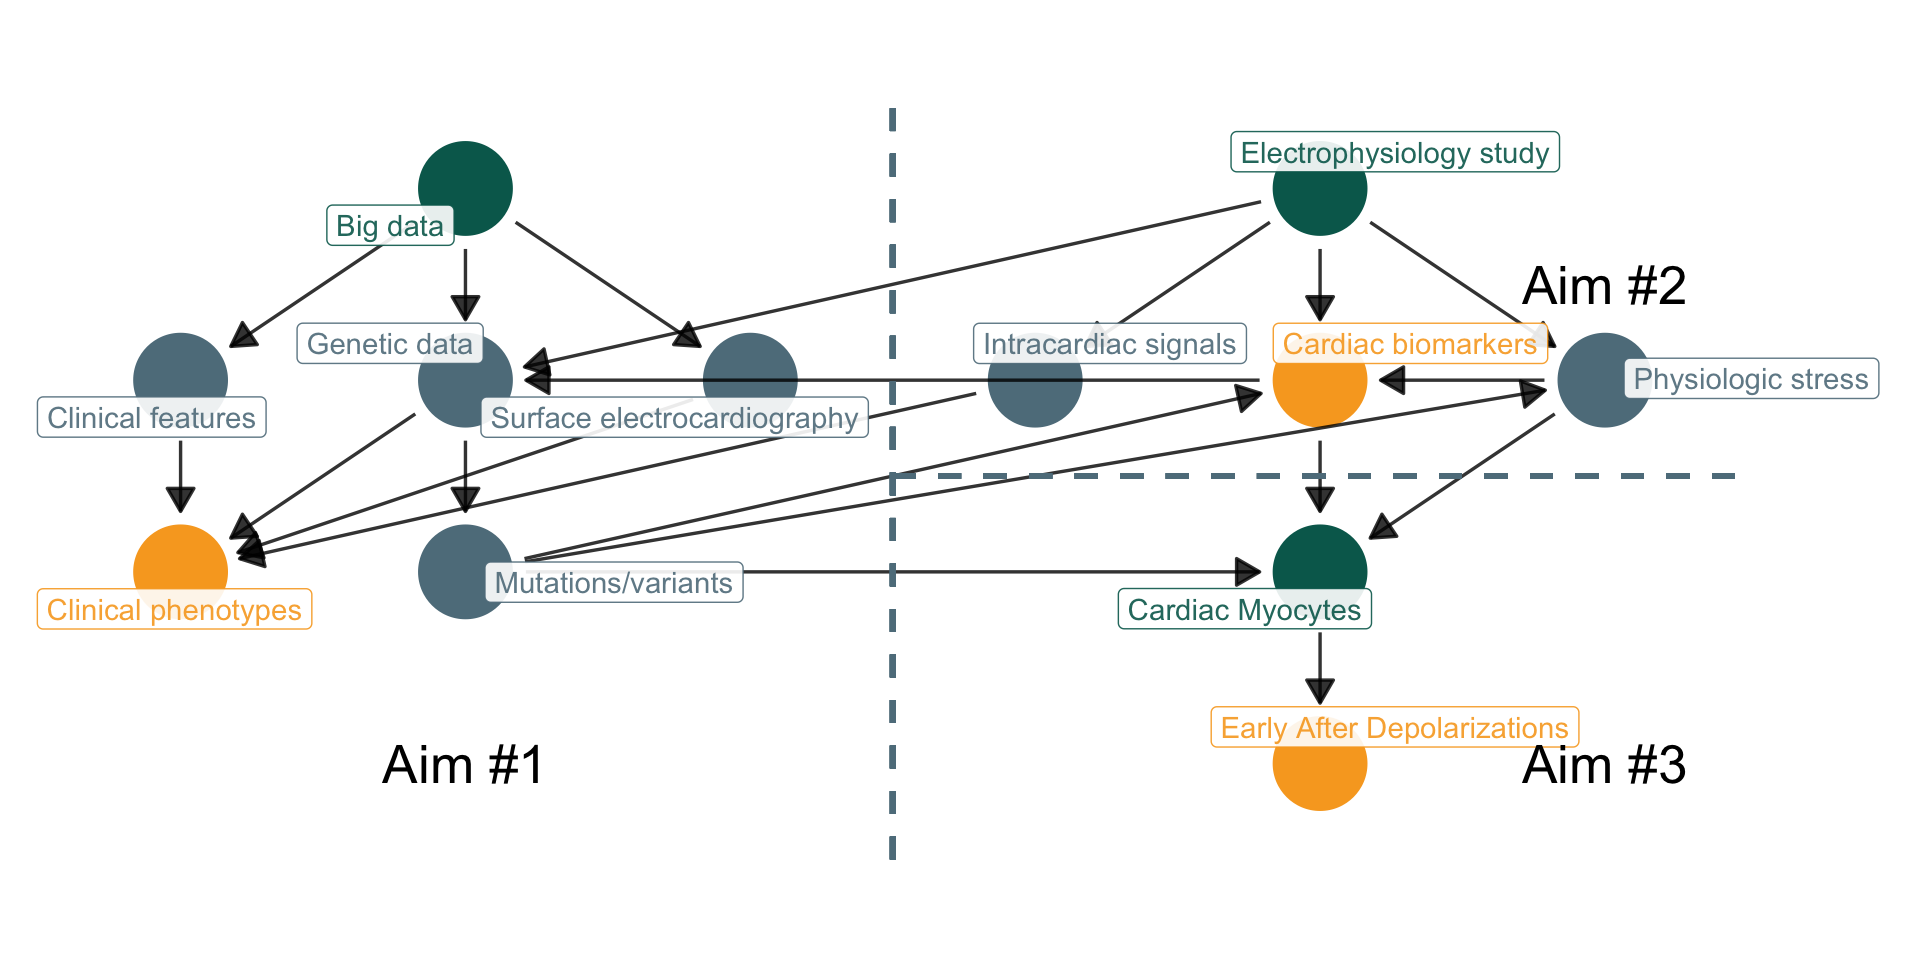 Electrophysiology study
Big data
Aim #2
Genetic data
Intracardiac signals
Cardiac biomarkers
Physiologic stress
Clinical features
Surface electrocardiography
Mutations/variants
Clinical phenotypes
Cardiac Myocytes
Early After Depolarizations
Aim #1
Aim #3